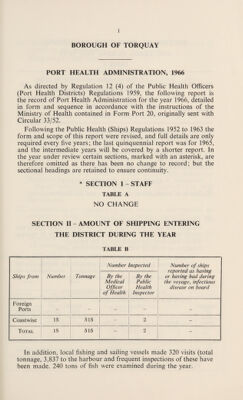 1
BOROUGH OF TORQUAY
PORT HEALTH ADMINISTRATION, 1966
As directed by Regulation 12 (4) of the Public Health Officers
(Port Health Districts) Regulations 1959, the following report is
the record of Port Health Administration for the year 1966, detailed
in form and sequence in accordance with the instructions of the
Ministry of Health contained in Form Port 20, originally sent with
Circular 33/52.
Following the Public Health (Ships) Regulations 1952 to 1963 the
form and scope of this report were revised, and full details are only
required every five years; the last quinquennial report was for 1965,
and the intermediate years will be covered by a shorter report. In
the year under review certain sections, marked with an asterisk, are
therefore omitted as there has been no change to record; but the
sectional headings are retained to ensure continuity.
* SECTION I - STAFF
TABLE A
NO CHANGE
SECTION II - AMOUNT OF SHIPPING ENTERING
THE DISTRICT DURING THE YEAR
TABLE B
Ships from Number Tonnage Number Inspected Number of ships reported as having or having had during the voyage, infectious disease on board
By the Medical Officer of Health By the Public Health Inspector
Foreign
Ports – – – – –
Coastwise 15 515 – 2 –
TOTAL 15 515 – 2 –
In addition, local fishing and sailing vessels made 320 visits (total
tonnage, 3,837 to the harbour and frequent inspections of these have
been made. 240 tons of fish were examined during the year.